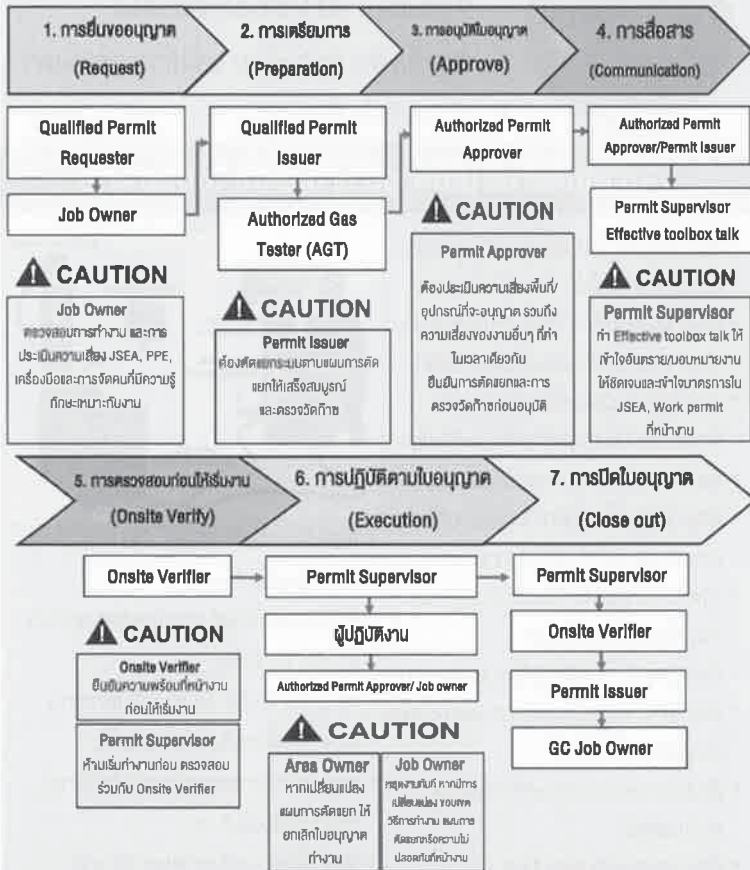 1. การยื่นขออนุญาต
(Request)
2. การเตรียมการ
(Preparation)
3. การอนุมัติใบอนุญาต
(Approve)
4. การสื่อสาร
(Communication)
Qualified Permit
Requester
Job Owner
Qualified Permit
Issuer
Authorized Gas
Tester (AGT)
Authorized Permit
Approver
Authorized Permit
Approver/Permit Issuer
Permit Supervisor
Effective toolbox talk
CAUTION
Job Owner
ตรวจสอบการทำงาน และการ
ประเมินความเสี่ยง JSEA, PPE,
เครื่องมือและการจัดคนที่มีความรู้
ทักษะเหมาะกับงาน
CAUTION
Permit Issuer
ต้องตัดแยกระบบตามแผนการตัด
แยกให้เสร็จสมบูรณ์
และตรวจวัดก๊าซ
CAUTION
Permit Approver
ต้องประเมินความเสี่ยงพื้นที่/
อุปกรณ์ที่จะอนุญาต รวมถึง
ความเสี่ยงของงานอื่นๆ ที่ทำ
ในเวลาเดียวกัน
ยืนยันการตัดแยกและการ
ตรวจวัดก๊าซก่อนอนุมัติ
CAUTION
Permit Supervisor
ทำ Effective toolbox talk ให้
เข้าใจอันตราย/มอบหมายงาน
ให้ชัดเจนและเข้าใจมาตรการใน
JSEA, Work permit
ที่หน้างาน
5. การตรวจสอบก่อนให้เริ่มงาน
(Onsite Verify)
6. การปฏิบัติตามใบอนุญาต
(Execution)
7. การปิดใบอนุญาต
(Close out)
Onsite Verifier
Permit Supervisor
ผู้ปฏิบัติงาน
Authorized Permit Approver/ Job owner
Permit Supervisor
Onsite Verifier
Permit Issuer
GC Job Owner
CAUTION
Onsite Verifier
ยืนยันความพร้อมที่หน้างาน
ก่อนให้เริ่มงาน
Permit Supervisor
ห้ามเริ่มทำงานก่อน ตรวจสอบ
ร่วมกับ Onsite Verifier
CAUTION
Area Owner
หากเปลี่ยนแปลง
แผนการตัดแยก ให้
ยกเลิกใบอนุญาต
ทำงาน
Job Owner
หยุดงานทันที หากมีการ
เปลี่ยนแปลง ขอบเขต
วิธีการทำงาน แผนการ
ตัดแยกหรือความไม่
ปลอดภัยที่หน้างาน